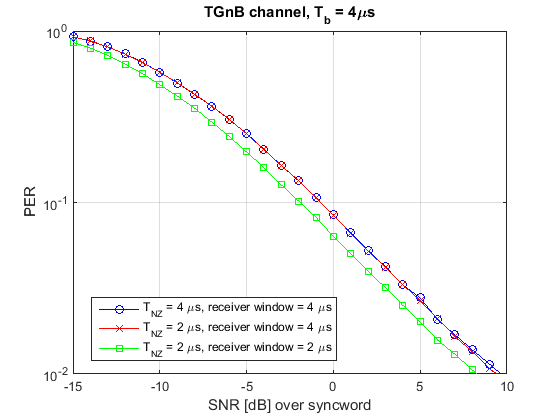 TGnB channel, T_b = 4μs
10^0
10^-1
10^-2
PER
T_NZ = 4 μs, receiver window = 4 μs
T_NZ = 2 μs, receiver window = 4 μs
T_NZ = 2 μs, receiver window = 2 μs
-15 -10 -5 0 5 10
SNR [dB] over syncword